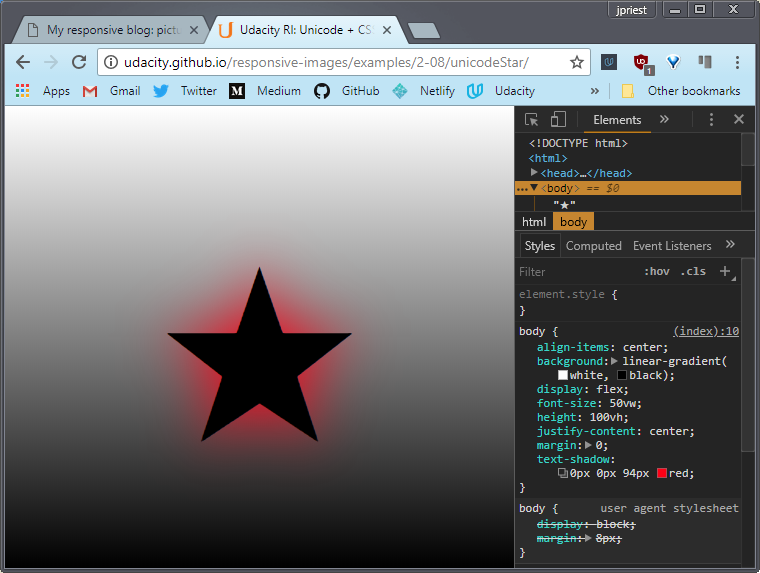 jpriest
My responsive blog: pictu
Udacity RI: Unicode + CS
udacity.github.io/responsive-images/examples/2-08/unicodeStar/
Apps Gmail Twitter Medium GitHub Netlify Udacity » Other bookmarks
Elements »
<!DOCTYPE html>
<html>
▶<head>…</head>
…▼<body> == $0
"★"
html body
Styles Computed Event Listeners »
Filter :hov .cls +
element.style {
}
body { (index):10
align-items: center;
background:▶linear-gradient(
white, black);
display: flex;
font-size: 50vw;
height: 100vh;
justify-content: center;
margin:▶0;
text-shadow:
0px 0px 94px red;
}
body { user agent stylesheet
display: block;
margin:▶8px;
}